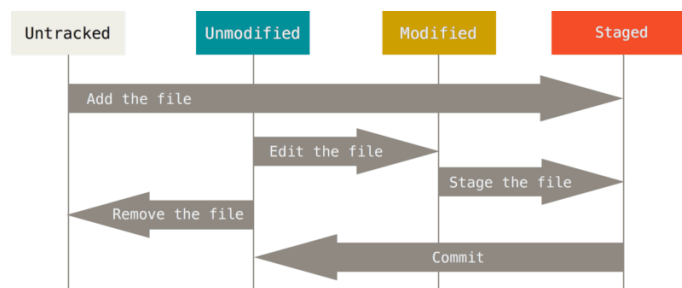 Untracked
Unmodified
Modified
Staged
Add the file
Edit the file
Stage the file
Remove the file
Commit